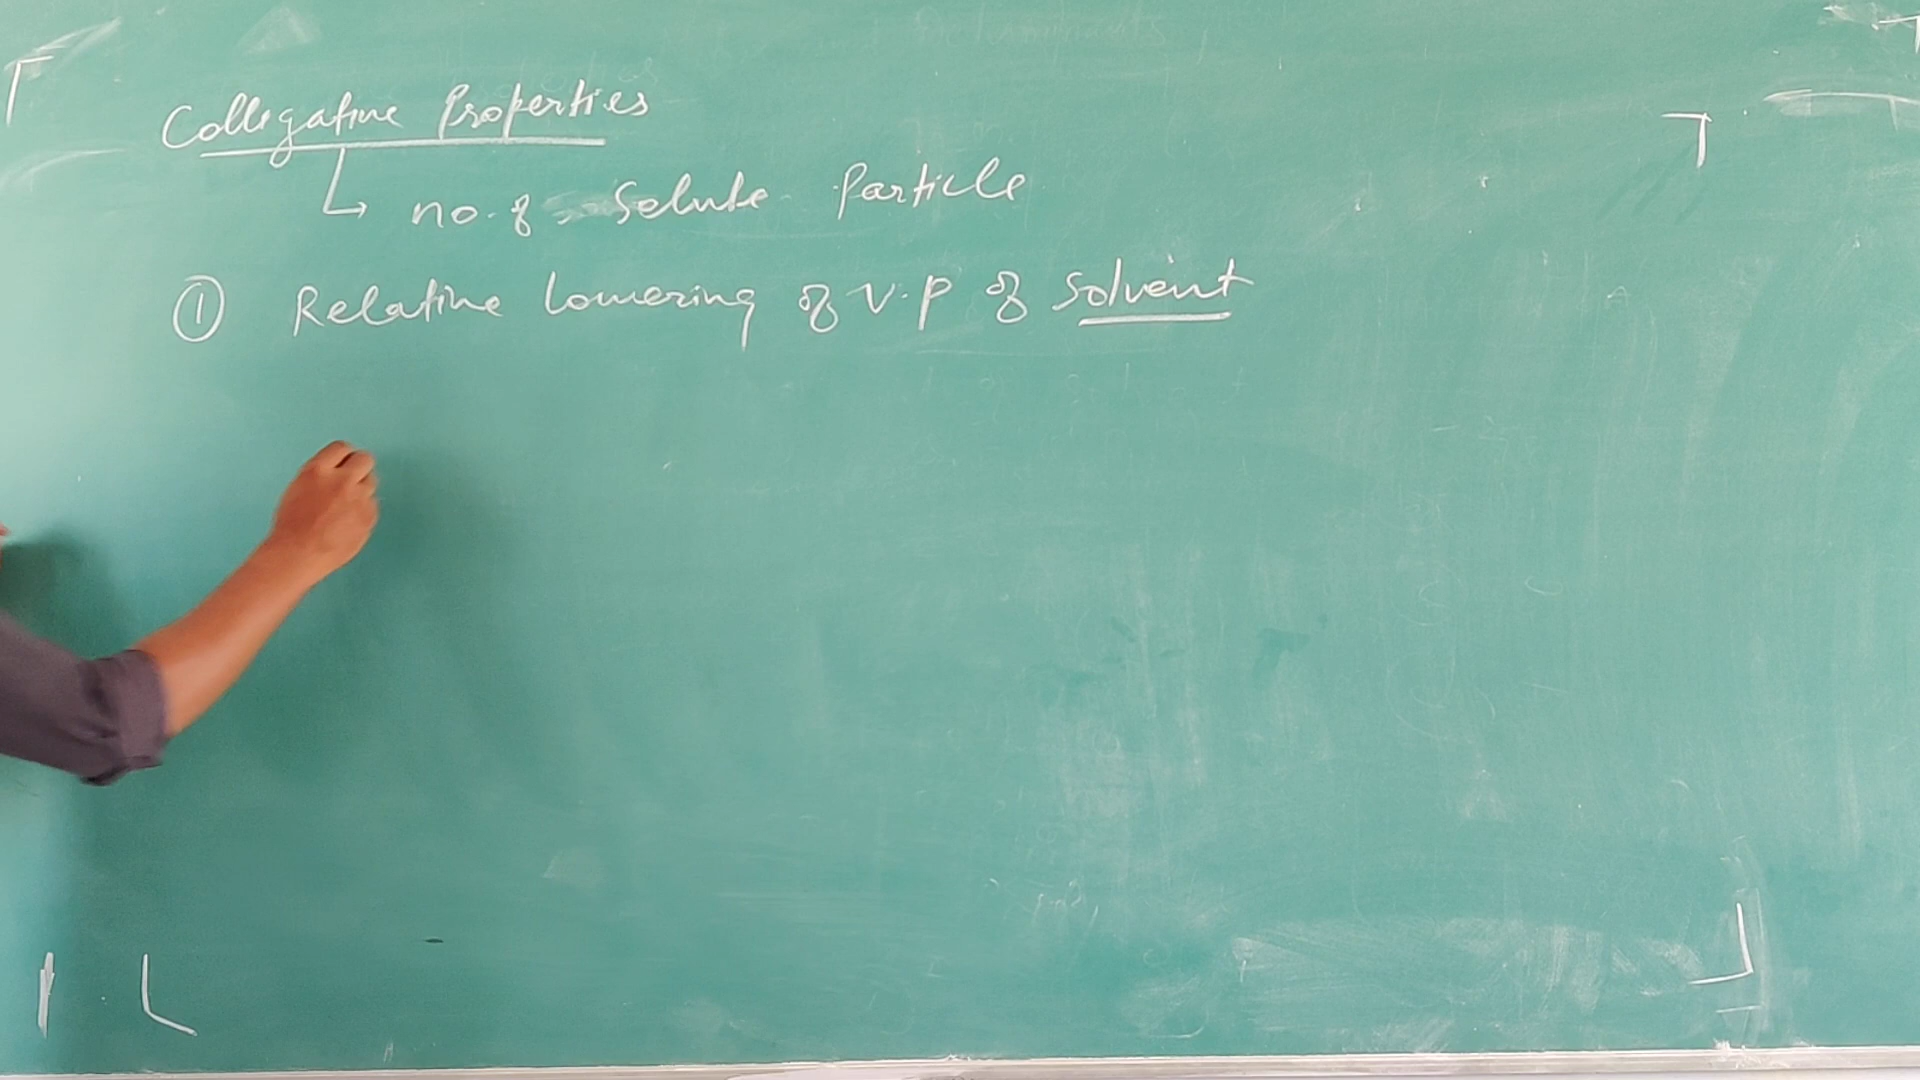 Colligative Properties
↳ no. of Solute Particle
① Relative Lowering of V.P of Solvent